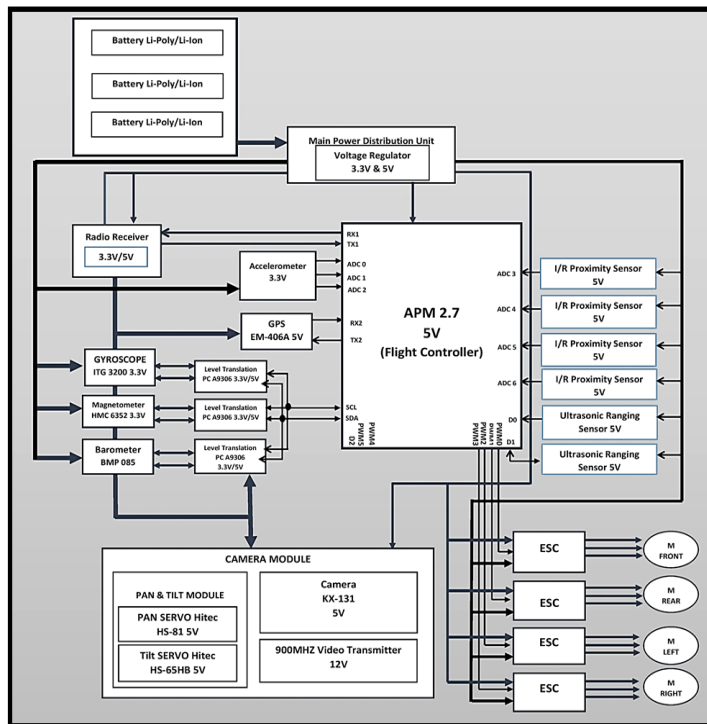 Battery Li-Poly/Li-Ion
Battery Li-Poly/Li-Ion
Battery Li-Poly/Li-Ion
Main Power Distribution Unit
Voltage Regulator
3.3V & 5V
Radio Receiver
3.3V/5V
Accelerometer
3.3V
GPS
EM-406A 5V
GYROSCOPE
ITG 3200 3.3V
Magnetometer
HMC 6352 3.3V
Barometer
BMP 085
Level Translation
PC A9306 3.3V/5V
Level Translation
PC A9306 3.3V/5V
Level Translation
PC A9306
3.3V/5V
RX1
TX1
ADC 0
ADC 1
ADC 2
RX2
TX2
SCL
SDA
APM 2.7
5V
(Flight Controller)
ADC 3
ADC 4
ADC 5
ADC 6
D0
D1
D2
PWM5
PWM4
PWM3
PWM2
PWM1
PWM0
I/R Proximity Sensor
5V
I/R Proximity Sensor
5V
I/R Proximity Sensor
5V
I/R Proximity Sensor
5V
Ultrasonic Ranging
Sensor 5V
Ultrasonic Ranging
Sensor 5V
CAMERA MODULE
PAN & TILT MODULE
PAN SERVO Hitec
HS-81 5V
Tilt SERVO Hitec
HS-65HB 5V
Camera
KX-131
5V
900MHZ Video Transmitter
12V
ESC
M
FRONT
ESC
M
REAR
ESC
M
LEFT
ESC
M
RIGHT